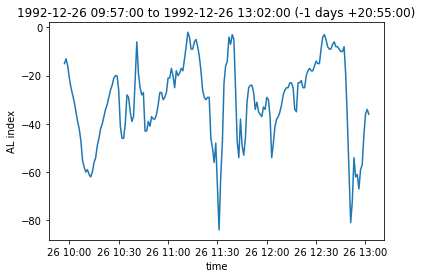 1992-12-26 09:57:00 to 1992-12-26 13:02:00 (-1 days +20:55:00)
0
−20
−40
−60
−80
AL index
26 10:00 26 10:30 26 11:00 26 11:30 26 12:00 26 12:30 26 13:00
time